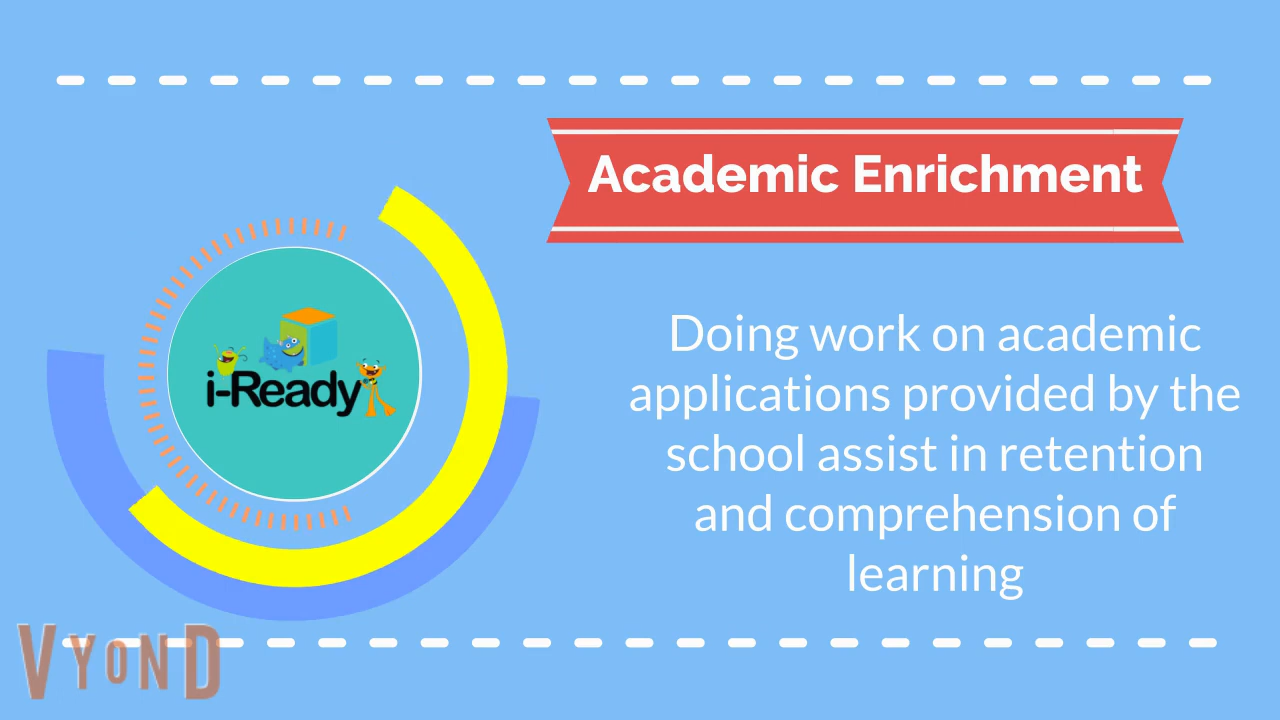 Academic Enrichment
i-Ready
Doing work on academic
applications provided by the
school assist in retention
and comprehension of
learning
VYOND